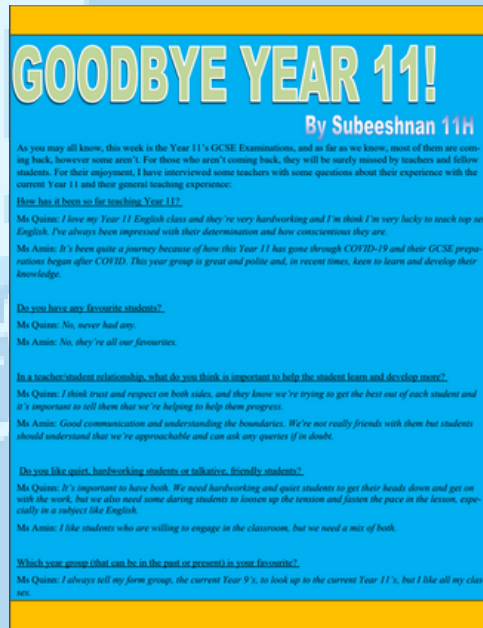 GOODBYE YEAR 11!
By Subeeshnan 11H
As you may all know, this week is the Year 11's GCSE Examinations, and as far as we know, most of them are com-
ing back, however some aren't. For those who aren't coming back, they will be surely missed by teachers and fellow
students. For their enjoyment, I have interviewed some teachers with some questions about their experience with the
current Year 11 and their general teaching experience:
How has it been so far teaching Year 11?
Ms Quinn: I love my Year 11 English class and they're very hardworking and I'm think I'm very lucky to teach top set
English. I've always been impressed with their determination and how conscientious they are.
Ms Amin: It's been quite a journey because of how this Year 11 has gone through COVID-19 and their GCSE prepa-
rations began after COVID. This year group is great and polite and, in recent times, keen to learn and develop their
knowledge.
Do you have any favourite students?
Ms Quinn: No, never had any.
Ms Amin: No, they're all our favourites.
In a teacher/student relationship, what do you think is important to help the student learn and develop more?
Ms Quinn: I think trust and respect on both sides, and they know we're trying to get the best out of each student and
it's important to tell them that we're helping to help them progress.
Ms Amin: Good communication and understanding the boundaries. We're not really friends with them but students
should understand that we're approachable and can ask any queries if in doubt.
Do you like quiet, hardworking students or talkative, friendly students?
Ms Quinn: It's important to have both. We need hardworking and quiet students to get their heads down and get on
with the work, but we also need some daring students to loosen up the tension and fasten the pace in the lesson, espe-
cially in a subject like English.
Ms Amin: I like students who are willing to engage in the classroom, but we need a mix of both.
Which year group (that can be in the past or present) is your favourite?
Ms Quinn: I always tell my form group, the current Year 9's, to look up to the current Year 11's, but I like all my clas-
ses.